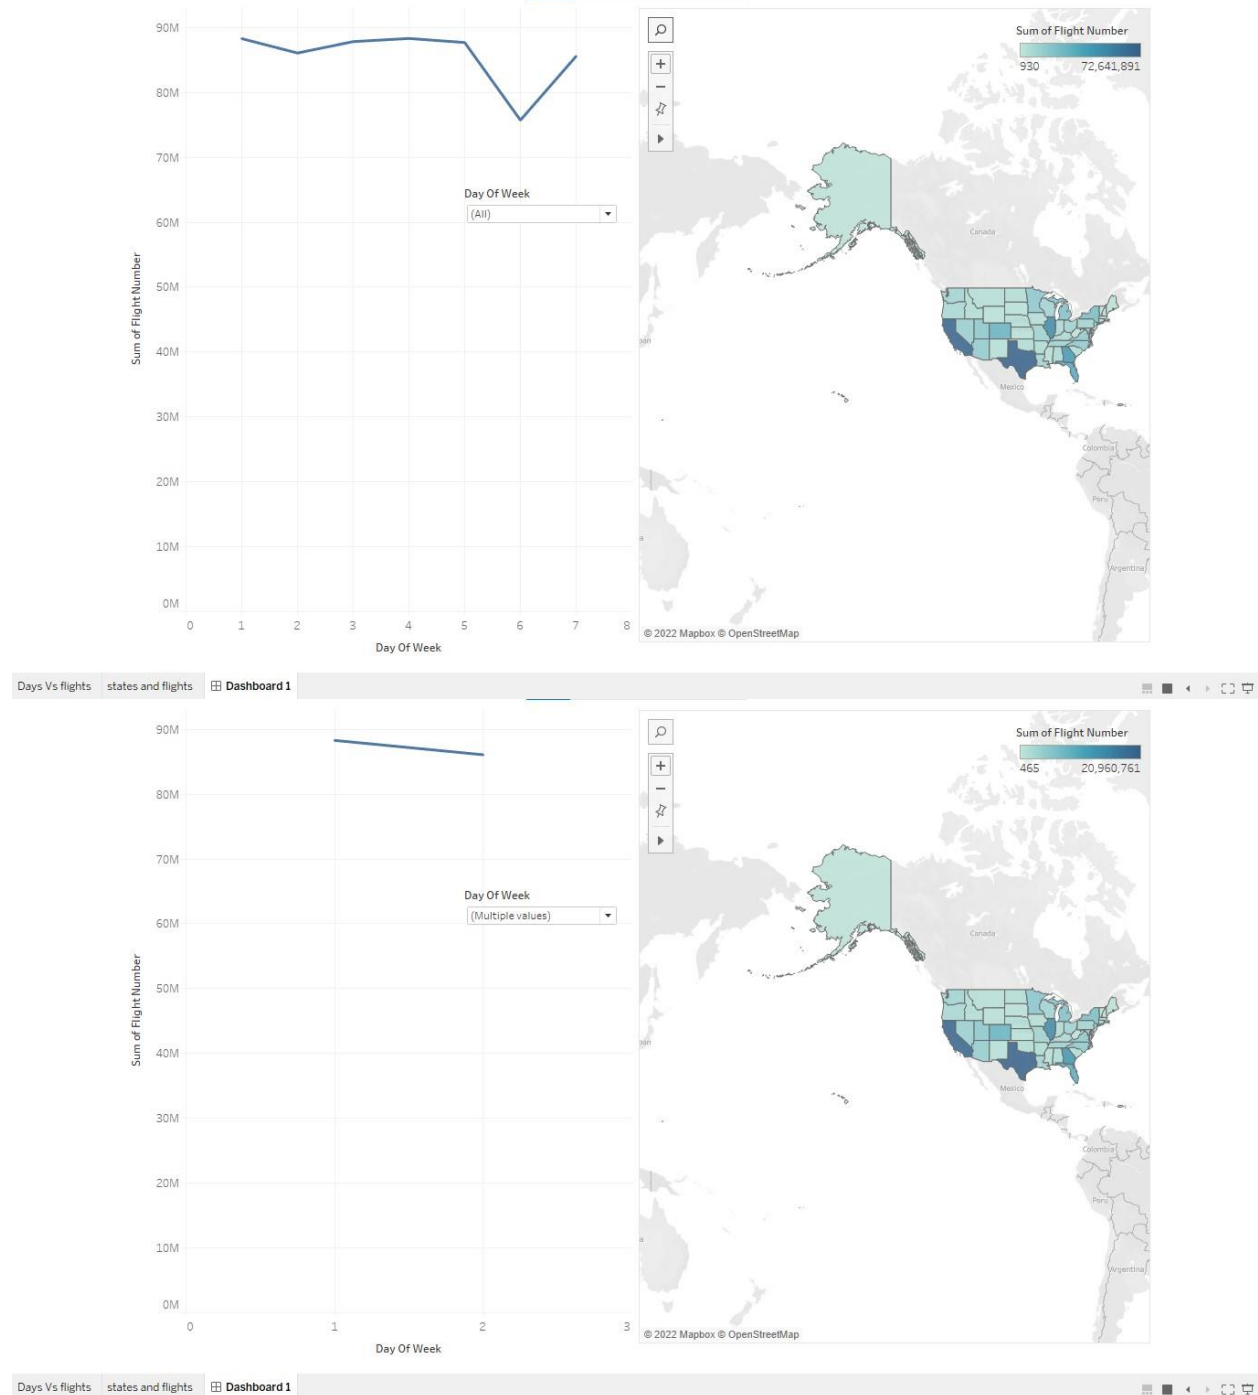 90M
80M
70M
60M
50M
40M
30M
20M
10M
0M
Sum of Flight Number
0 1 2 3 4 5 6 7 8
Day Of Week
Day Of Week
(All)
Sum of Flight Number
930 72,641,891
Canada
Mexico
Colombia
Peru
Argentina
© 2022 Mapbox © OpenStreetMap
Days Vs flights states and flights Dashboard 1
90M
80M
70M
60M
50M
40M
30M
20M
10M
0M
Sum of Flight Number
0 1 2 3
Day Of Week
Day Of Week
(Multiple values)
Sum of Flight Number
465 20,960,761
Canada
Mexico
Colombia
Peru
Argentina
© 2022 Mapbox © OpenStreetMap
Days Vs flights states and flights Dashboard 1